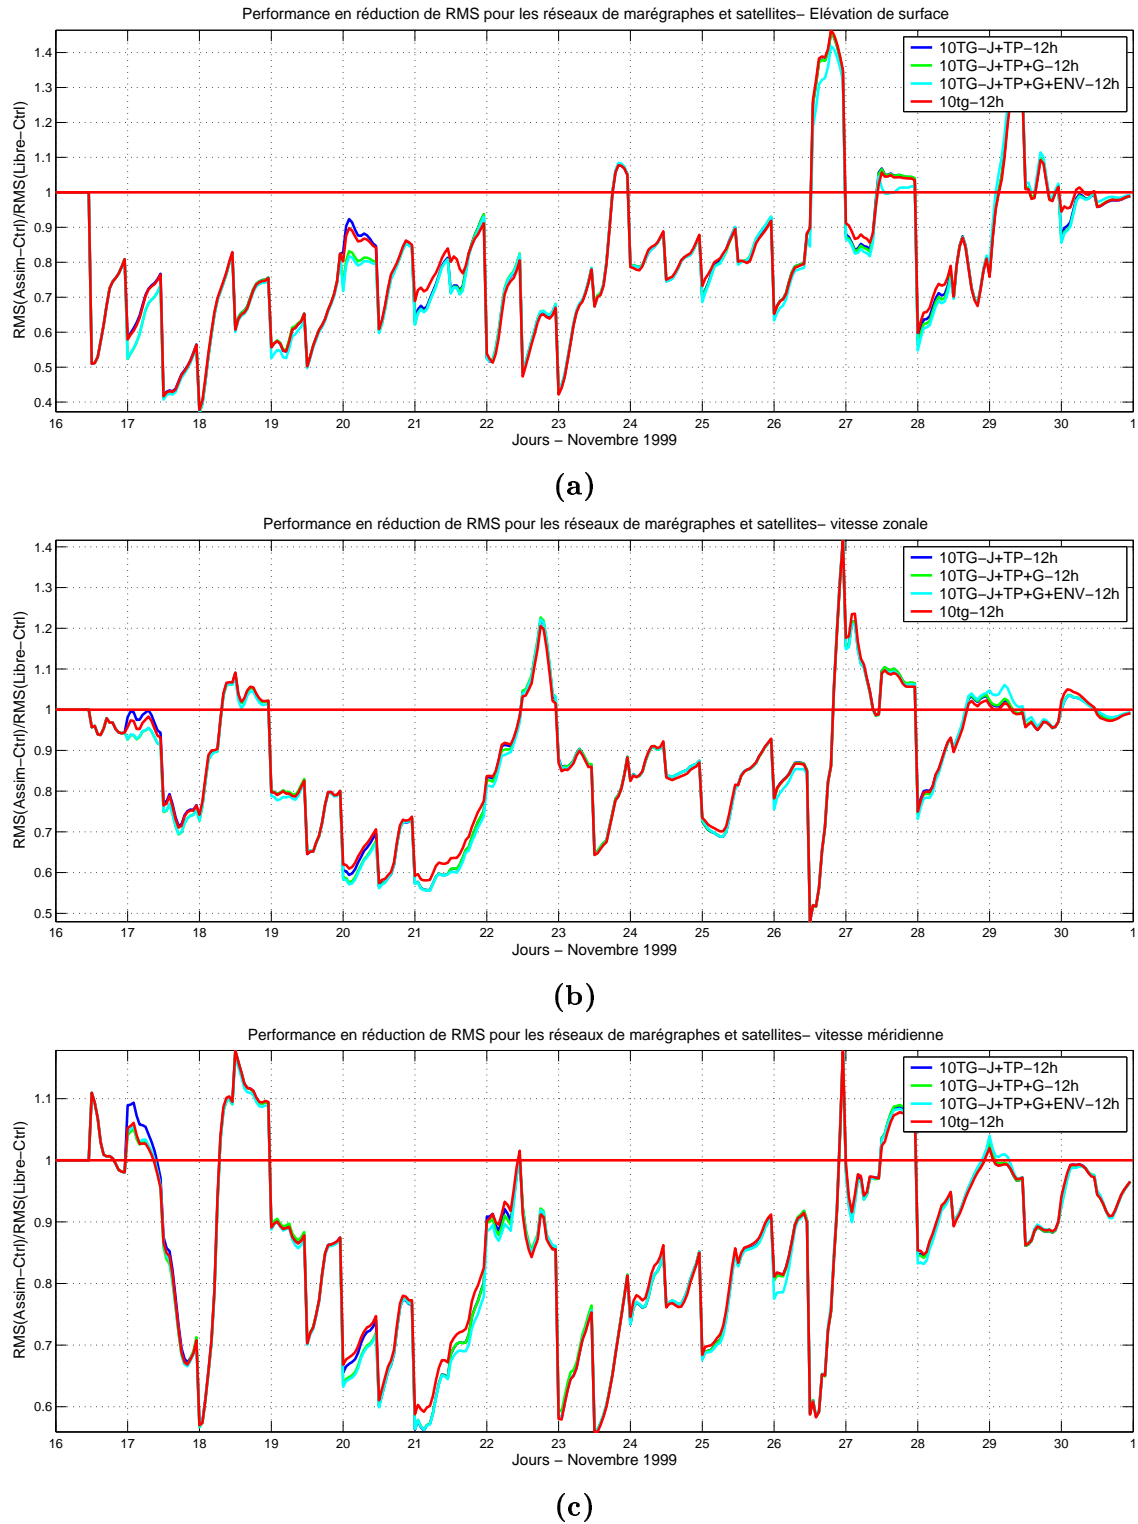 Performance en réduction de RMS pour les réseaux de marégraphes et satellites− Elévation de surface
10TG−J+TP−12h
10TG−J+TP+G−12h
10TG−J+TP+G+ENV−12h
10tg−12h
RMS(Assim−Ctrl)/RMS(Libre−Ctrl)
1.4
1.3
1.2
1.1
1
0.9
0.8
0.7
0.6
0.5
0.4
16 17 18 19 20 21 22 23 24 25 26 27 28 29 30 1
Jours − Novembre 1999
(a)
Performance en réduction de RMS pour les réseaux de marégraphes et satellites− vitesse zonale
10TG−J+TP−12h
10TG−J+TP+G−12h
10TG−J+TP+G+ENV−12h
10tg−12h
RMS(Assim−Ctrl)/RMS(Libre−Ctrl)
1.4
1.3
1.2
1.1
1
0.9
0.8
0.7
0.6
0.5
16 17 18 19 20 21 22 23 24 25 26 27 28 29 30 1
Jours − Novembre 1999
(b)
Performance en réduction de RMS pour les réseaux de marégraphes et satellites− vitesse méridienne
10TG−J+TP−12h
10TG−J+TP+G−12h
10TG−J+TP+G+ENV−12h
10tg−12h
RMS(Assim−Ctrl)/RMS(Libre−Ctrl)
1.1
1
0.9
0.8
0.7
0.6
16 17 18 19 20 21 22 23 24 25 26 27 28 29 30 1
Jours − Novembre 1999
(c)